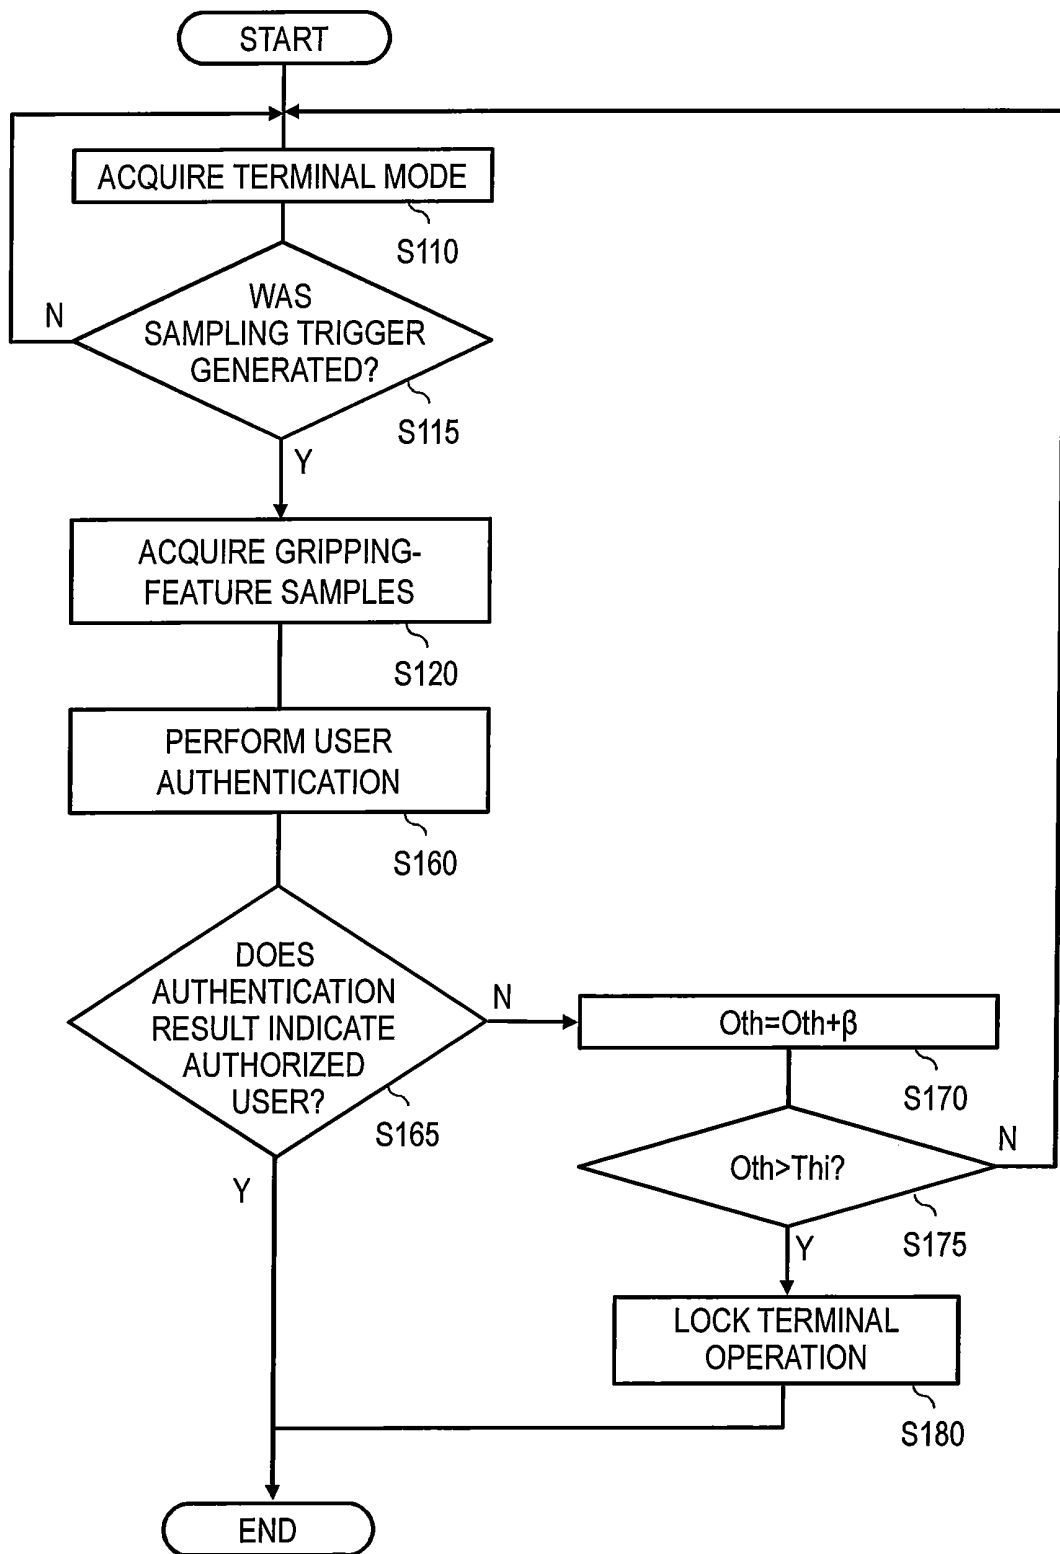 START
ACQUIRE TERMINAL MODE
S110
N
WAS
SAMPLING TRIGGER
GENERATED?
S115
Y
ACQUIRE GRIPPING-
FEATURE SAMPLES
S120
PERFORM USER
AUTHENTICATION
S160
DOES
AUTHENTICATION
RESULT INDICATE
AUTHORIZED
USER?
S165
N
Oth=Oth+β
S170
Y
Oth>Thi?
N
S175
Y
LOCK TERMINAL
OPERATION
S180
END